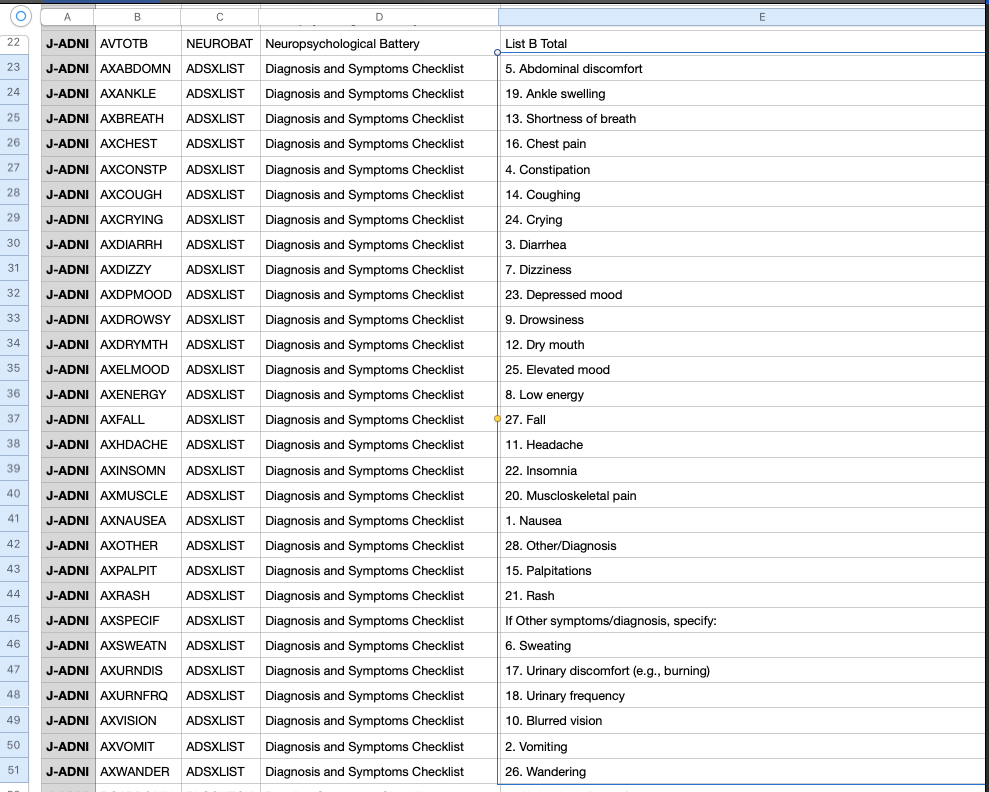 A B C D E
22 J-ADNI AVTOTB NEUROBAT Neuropsychological Battery List B Total
23 J-ADNI AXABDOMN ADSXLIST Diagnosis and Symptoms Checklist 5. Abdominal discomfort
24 J-ADNI AXANKLE ADSXLIST Diagnosis and Symptoms Checklist 19. Ankle swelling
25 J-ADNI AXBREATH ADSXLIST Diagnosis and Symptoms Checklist 13. Shortness of breath
26 J-ADNI AXCHEST ADSXLIST Diagnosis and Symptoms Checklist 16. Chest pain
27 J-ADNI AXCONSTP ADSXLIST Diagnosis and Symptoms Checklist 4. Constipation
28 J-ADNI AXCOUGH ADSXLIST Diagnosis and Symptoms Checklist 14. Coughing
29 J-ADNI AXCRYING ADSXLIST Diagnosis and Symptoms Checklist 24. Crying
30 J-ADNI AXDIARRH ADSXLIST Diagnosis and Symptoms Checklist 3. Diarrhea
31 J-ADNI AXDIZZY ADSXLIST Diagnosis and Symptoms Checklist 7. Dizziness
32 J-ADNI AXDPMOOD ADSXLIST Diagnosis and Symptoms Checklist 23. Depressed mood
33 J-ADNI AXDROWSY ADSXLIST Diagnosis and Symptoms Checklist 9. Drowsiness
34 J-ADNI AXDRYMTH ADSXLIST Diagnosis and Symptoms Checklist 12. Dry mouth
35 J-ADNI AXELMOOD ADSXLIST Diagnosis and Symptoms Checklist 25. Elevated mood
36 J-ADNI AXENERGY ADSXLIST Diagnosis and Symptoms Checklist 8. Low energy
37 J-ADNI AXFALL ADSXLIST Diagnosis and Symptoms Checklist 27. Fall
38 J-ADNI AXHDACHE ADSXLIST Diagnosis and Symptoms Checklist 11. Headache
39 J-ADNI AXINSOMN ADSXLIST Diagnosis and Symptoms Checklist 22. Insomnia
40 J-ADNI AXMUSCLE ADSXLIST Diagnosis and Symptoms Checklist 20. Muscloskeletal pain
41 J-ADNI AXNAUSEA ADSXLIST Diagnosis and Symptoms Checklist 1. Nausea
42 J-ADNI AXOTHER ADSXLIST Diagnosis and Symptoms Checklist 28. Other/Diagnosis
43 J-ADNI AXPALPIT ADSXLIST Diagnosis and Symptoms Checklist 15. Palpitations
44 J-ADNI AXRASH ADSXLIST Diagnosis and Symptoms Checklist 21. Rash
45 J-ADNI AXSPECIF ADSXLIST Diagnosis and Symptoms Checklist If Other symptoms/diagnosis, specify:
46 J-ADNI AXSWEATN ADSXLIST Diagnosis and Symptoms Checklist 6. Sweating
47 J-ADNI AXURNDIS ADSXLIST Diagnosis and Symptoms Checklist 17. Urinary discomfort (e.g., burning)
48 J-ADNI AXURNFRQ ADSXLIST Diagnosis and Symptoms Checklist 18. Urinary frequency
49 J-ADNI AXVISION ADSXLIST Diagnosis and Symptoms Checklist 10. Blurred vision
50 J-ADNI AXVOMIT ADSXLIST Diagnosis and Symptoms Checklist 2. Vomiting
51 J-ADNI AXWANDER ADSXLIST Diagnosis and Symptoms Checklist 26. Wandering